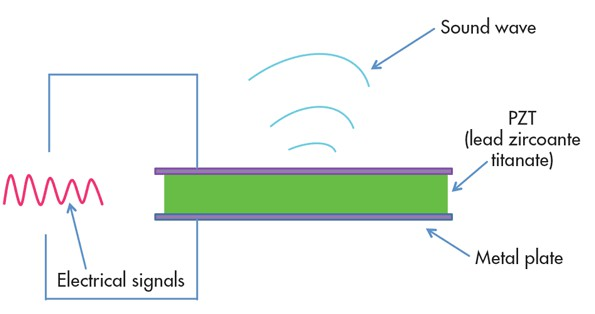 Sound wave
PZT
(lead zircoante
titanate)
Metal plate
Electrical signals